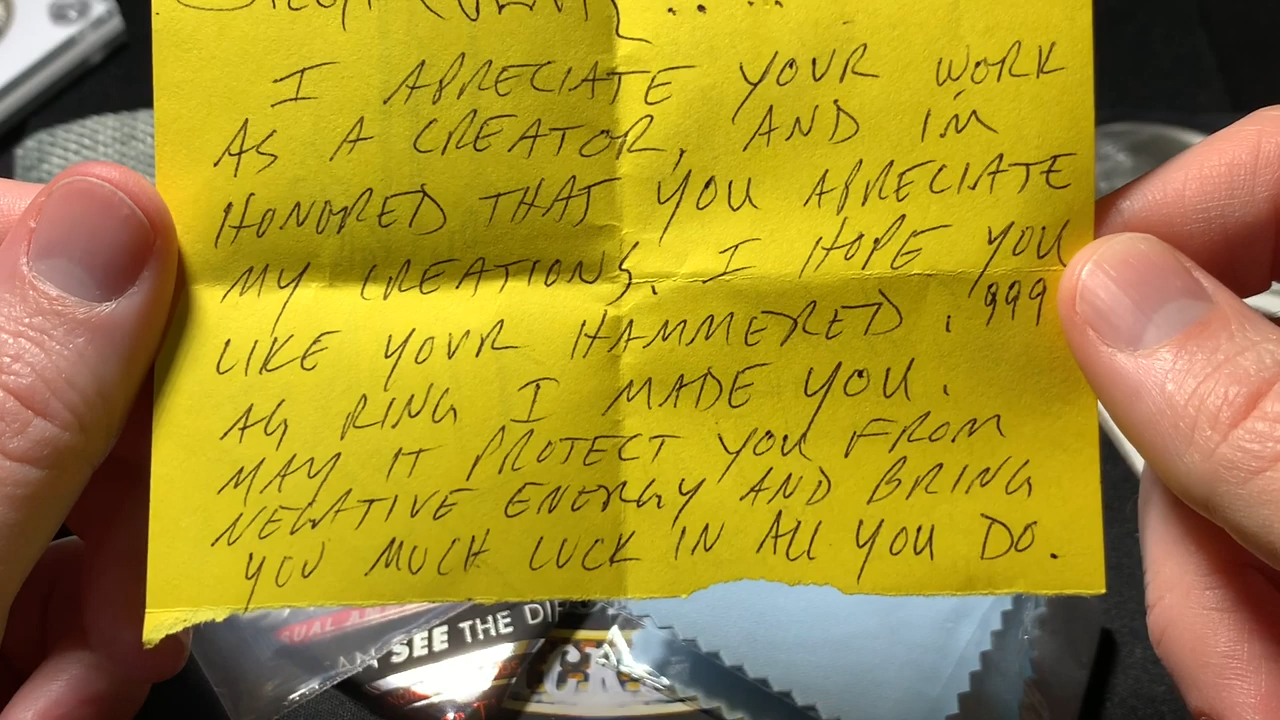 I APRECIATE YOUR WORK
AS A CREATOR, AND IM
HONORED THAT YOU APRECIATE
MY CREATIONS. I HOPE YOU
LIKE YOUR HAMMERED .999
AG RING I MADE YOU.
MAY IT PROTECT YOU FROM
NEGATIVE ENERGY AND BRING
YOU MUCH LUCK IN ALL YOU DO.
SEE THE